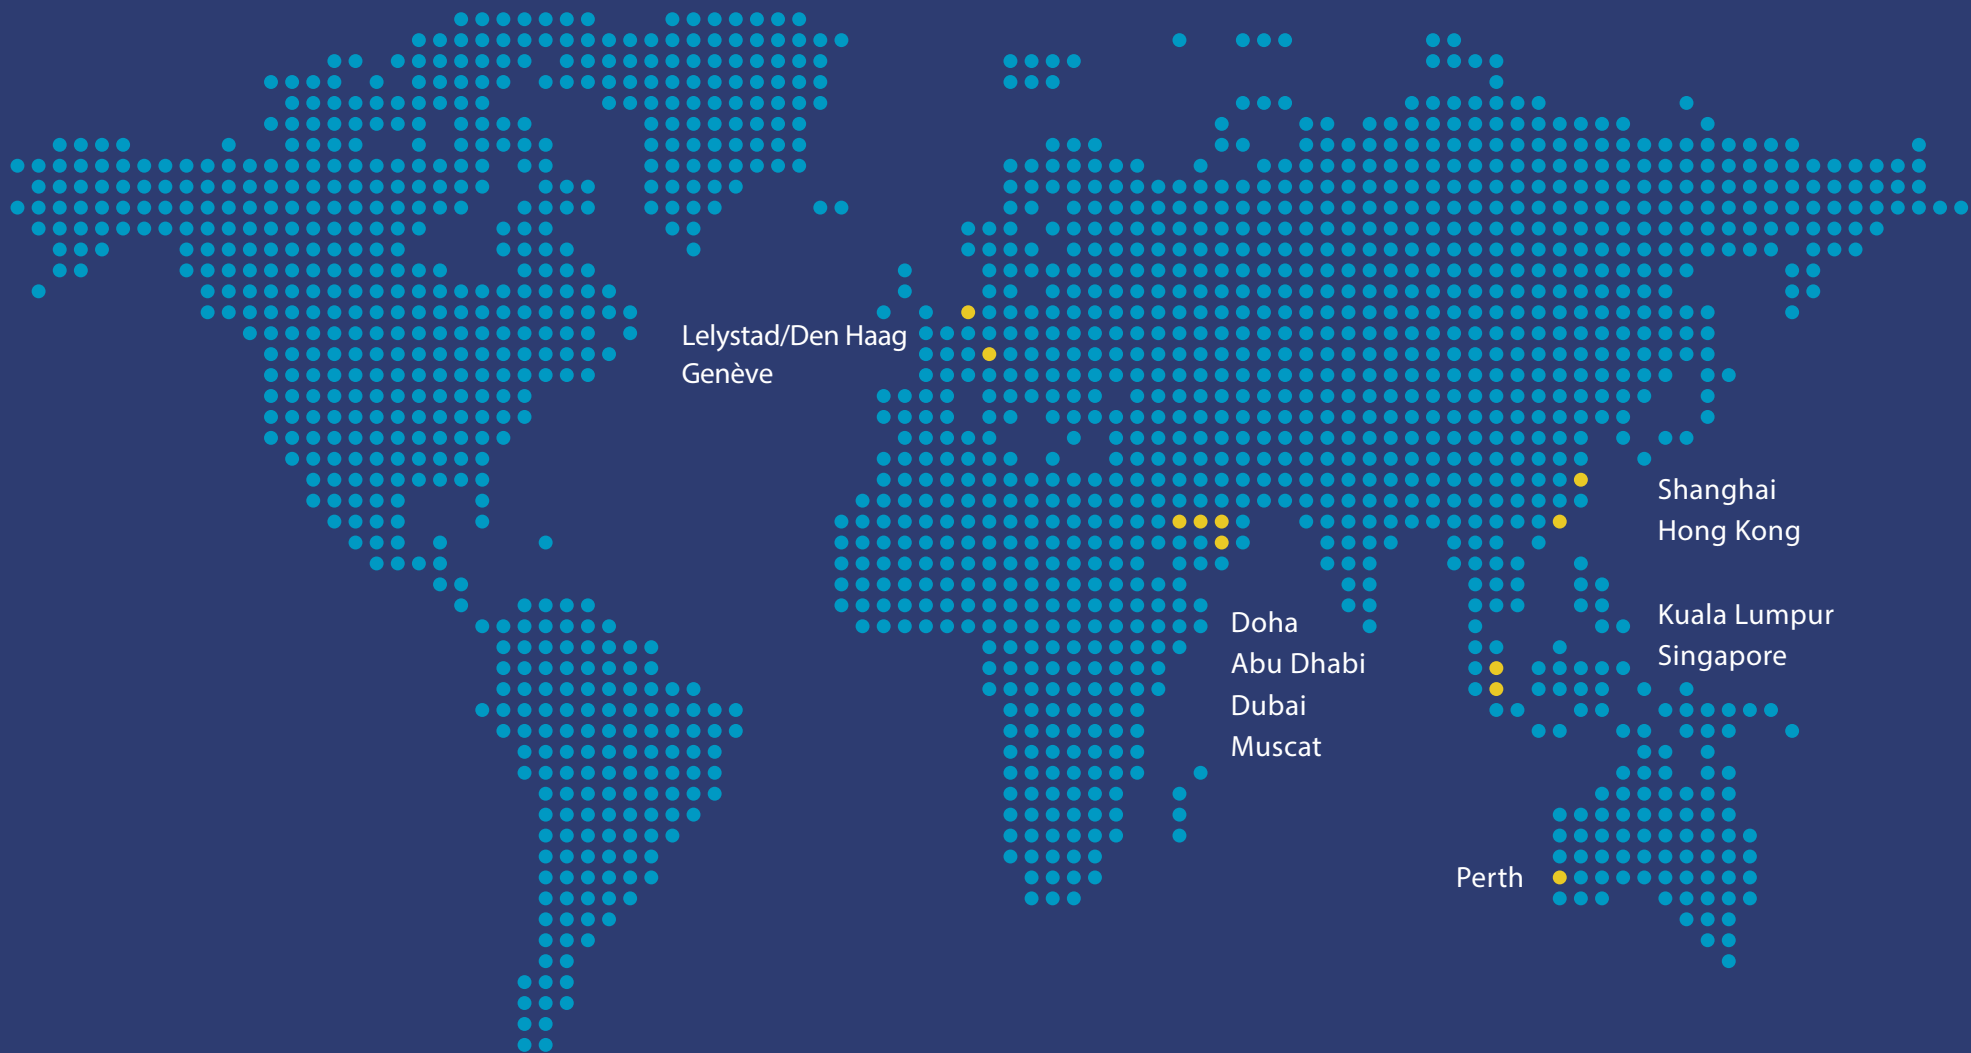 Lelystad/Den Haag
Genève
Shanghai
Hong Kong
Kuala Lumpur
Singapore
Doha
Abu Dhabi
Dubai
Muscat
Perth